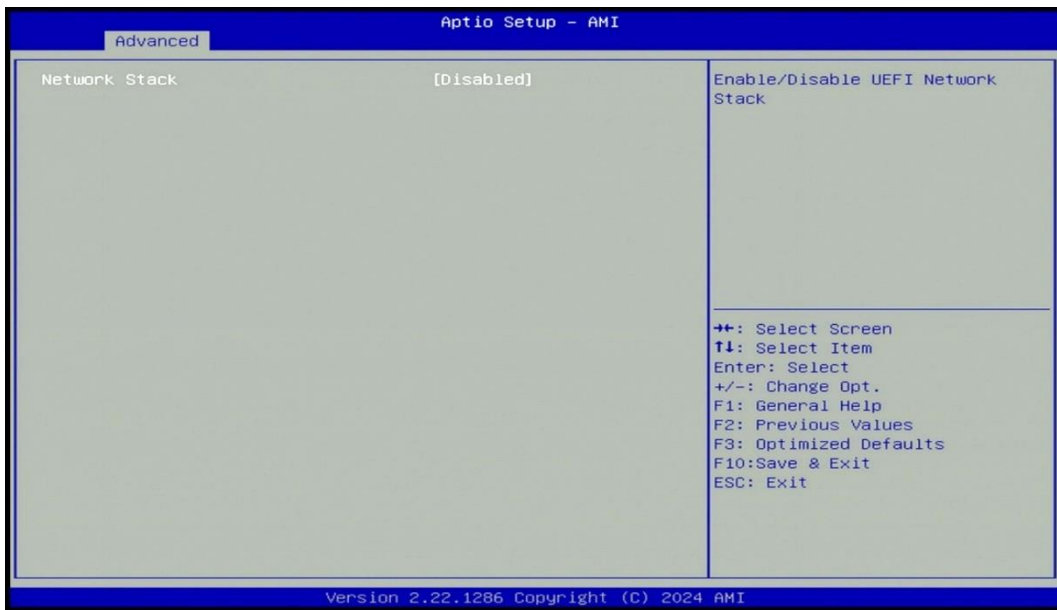 Aptio Setup - AMI
Advanced
Network Stack [Disabled]
Enable/Disable UEFI Network
Stack
→←: Select Screen
↑↓: Select Item
Enter: Select
+/-: Change Opt.
F1: General Help
F2: Previous Values
F3: Optimized Defaults
F10:Save & Exit
ESC: Exit
Version 2.22.1286 Copyright (C) 2024 AMI